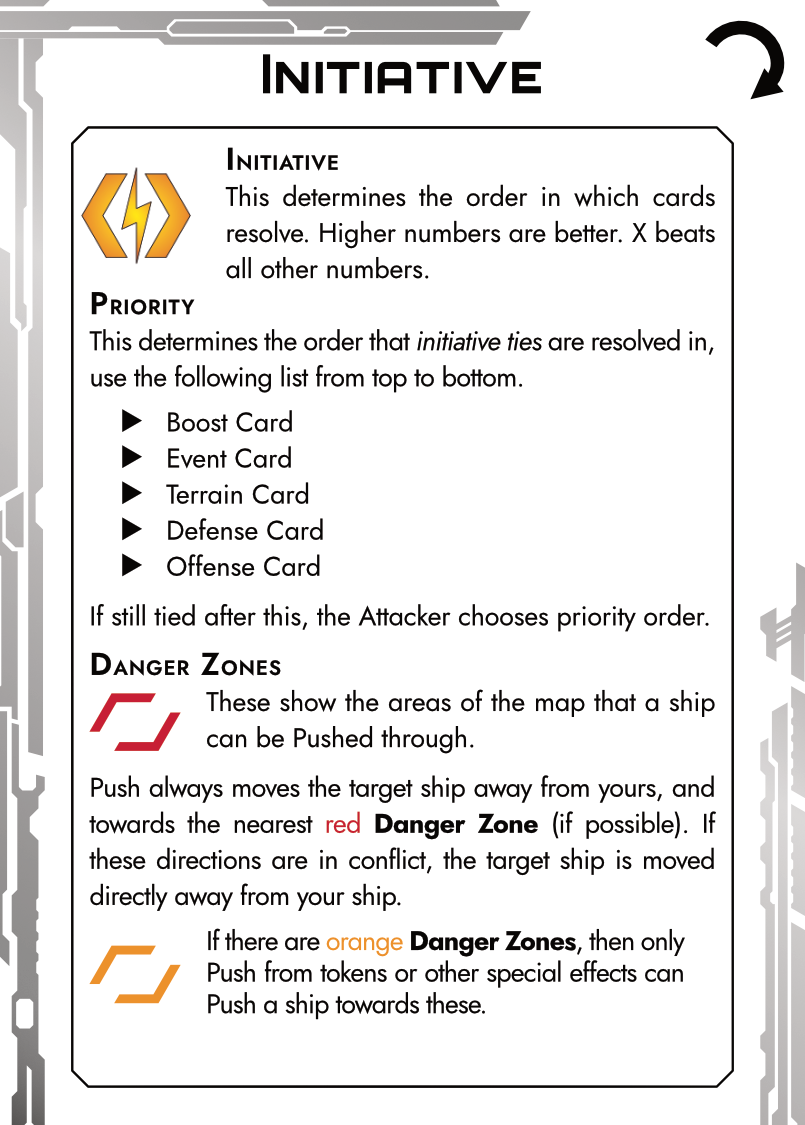 INITIATIVE
INITIATIVE
This determines the order in which cards
resolve. Higher numbers are better. X beats
all other numbers.
PRIORITY
This determines the order that initiative ties are resolved in,
use the following list from top to bottom.
▶ Boost Card
▶ Event Card
▶ Terrain Card
▶ Defense Card
▶ Offense Card
If still tied after this, the Attacker chooses priority order.
DANGER ZONES
These show the areas of the map that a ship
can be Pushed through.
Push always moves the target ship away from yours, and
towards the nearest red Danger Zone (if possible). If
these directions are in conflict, the target ship is moved
directly away from your ship.
If there are orange Danger Zones, then only
Push from tokens or other special effects can
Push a ship towards these.